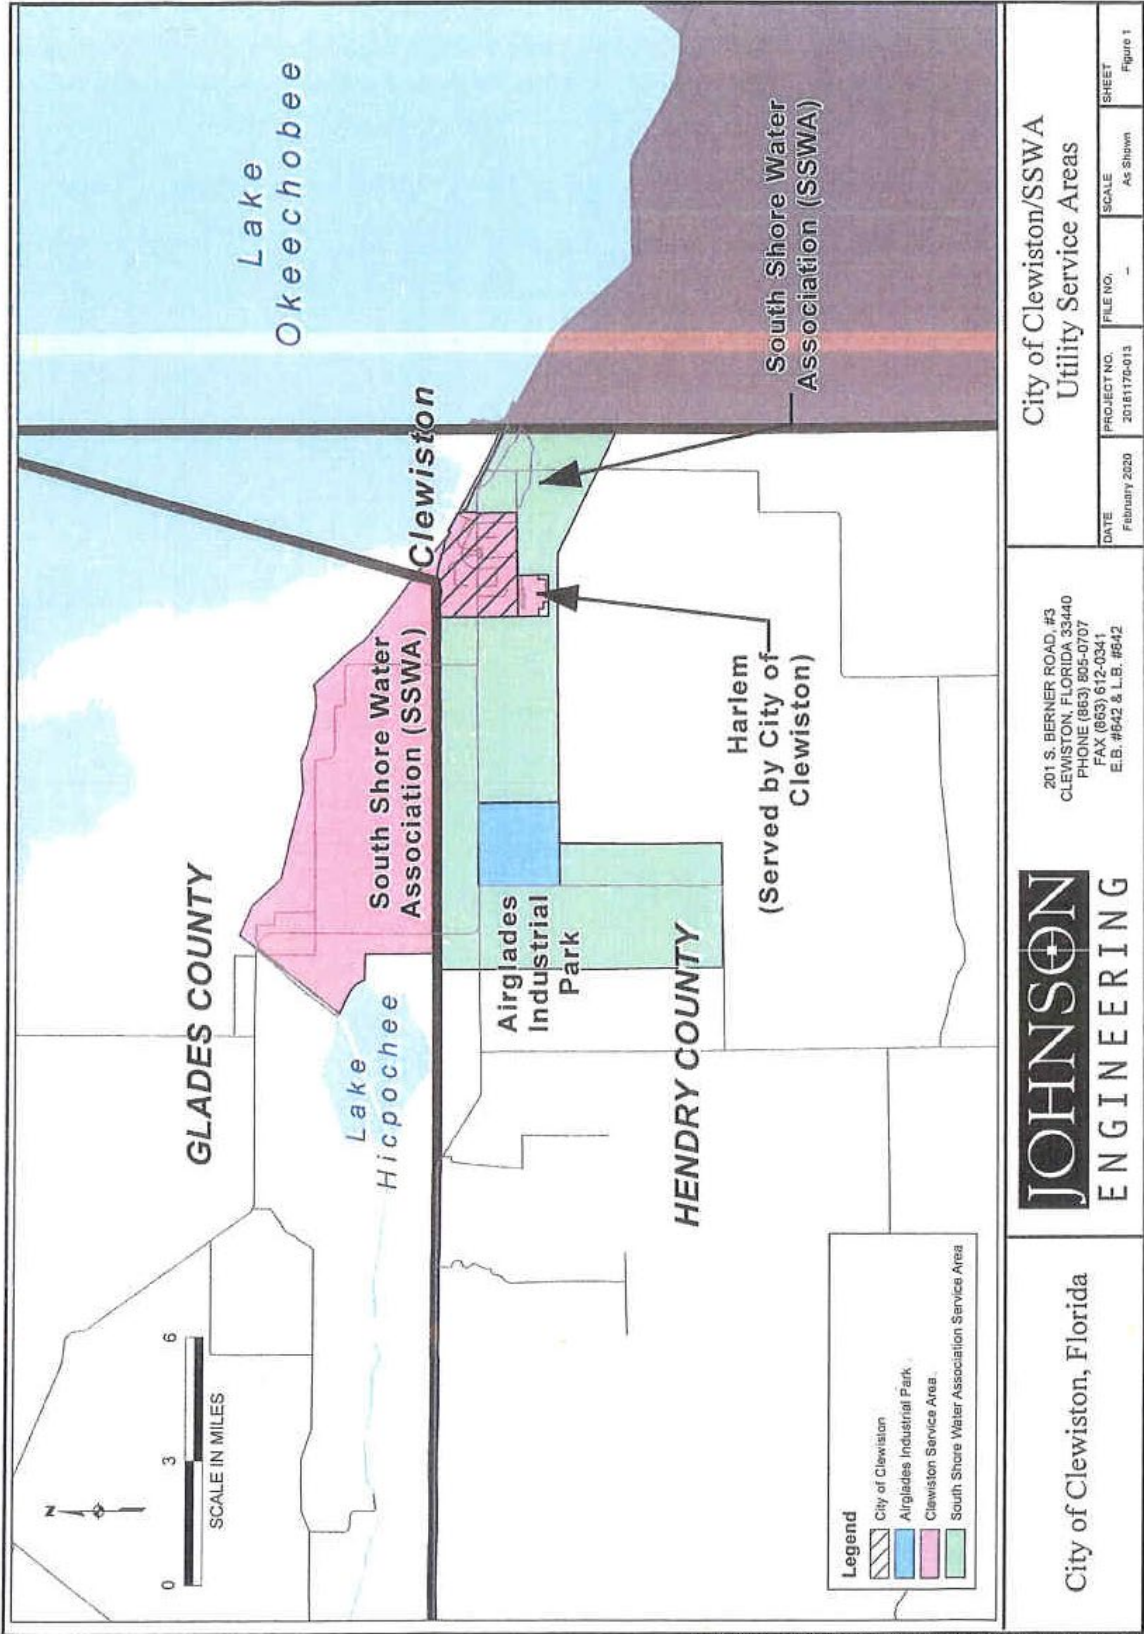 GLADES COUNTY
Lake
Okeechobee
Lake
Hicpochee
South Shore Water
Association (SSWA)
Clewiston
Airglades
Industrial
Park
HENDRY COUNTY
Harlem
(Served by City of
Clewiston)
South Shore Water
Association (SSWA)
N
0 3 6
SCALE IN MILES
Legend
City of Clewiston
Airglades Industrial Park
Clewiston Service Area
South Shore Water Association Service Area
City of Clewiston, Florida
JOHNSON
ENGINEERING
201 S. BERNER ROAD, #3
CLEWISTON, FLORIDA 33440
PHONE (863) 805-0707
FAX (863) 612-0341
E.B. #642 & L.B. #642
City of Clewiston/SSWA
Utility Service Areas
DATE
February 2020
PROJECT NO.
20181170-013
FILE NO.
–
SCALE
As Shown
SHEET
Figure 1